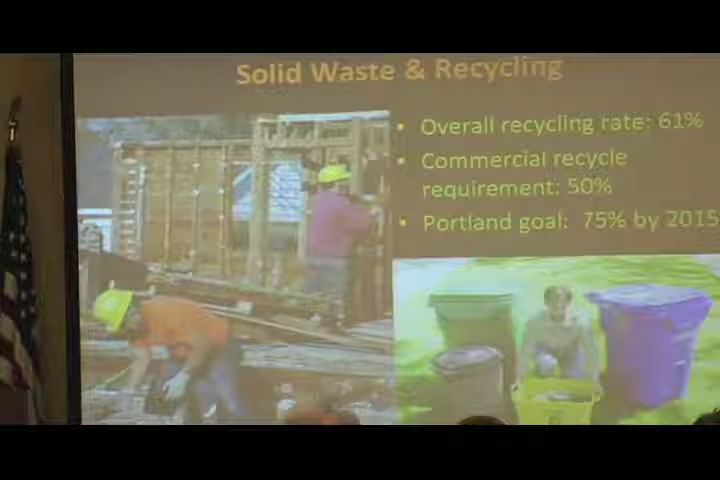 Solid Waste & Recycling
• Overall recycling rate: 61%
• Commercial recycle
requirement: 50%
• Portland goal: 75% by 2015